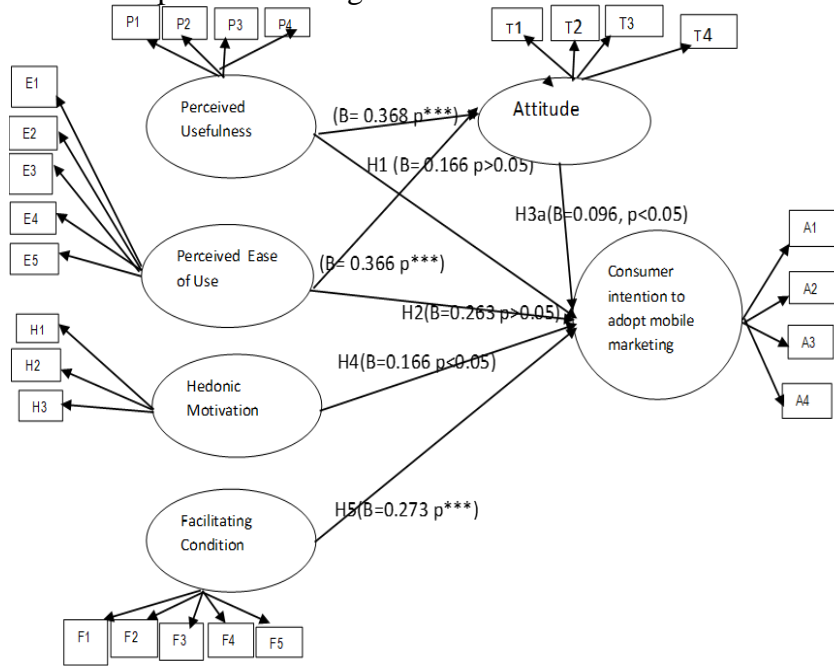 P1
P2
P3
P4
T1
T2
T3
T4
E1
E2
E3
E4
E5
Perceived
Usefulness
Attitude
(B= 0.368 p***)
H1 (B=0.166 p>0.05)
H3a(B=0.096, p<0.05)
Perceived Ease
of Use
(B= 0.366 p***)
H2(B=0.263 p>0.05)
Consumer
intention to
adopt mobile
marketing
A1
A2
A3
A4
H1
H2
H3
Hedonic
Motivation
H4(B=0.166 p<0.05)
Facilitating
Condition
H5(B=0.273 p***)
F1
F2
F3
F4
F5